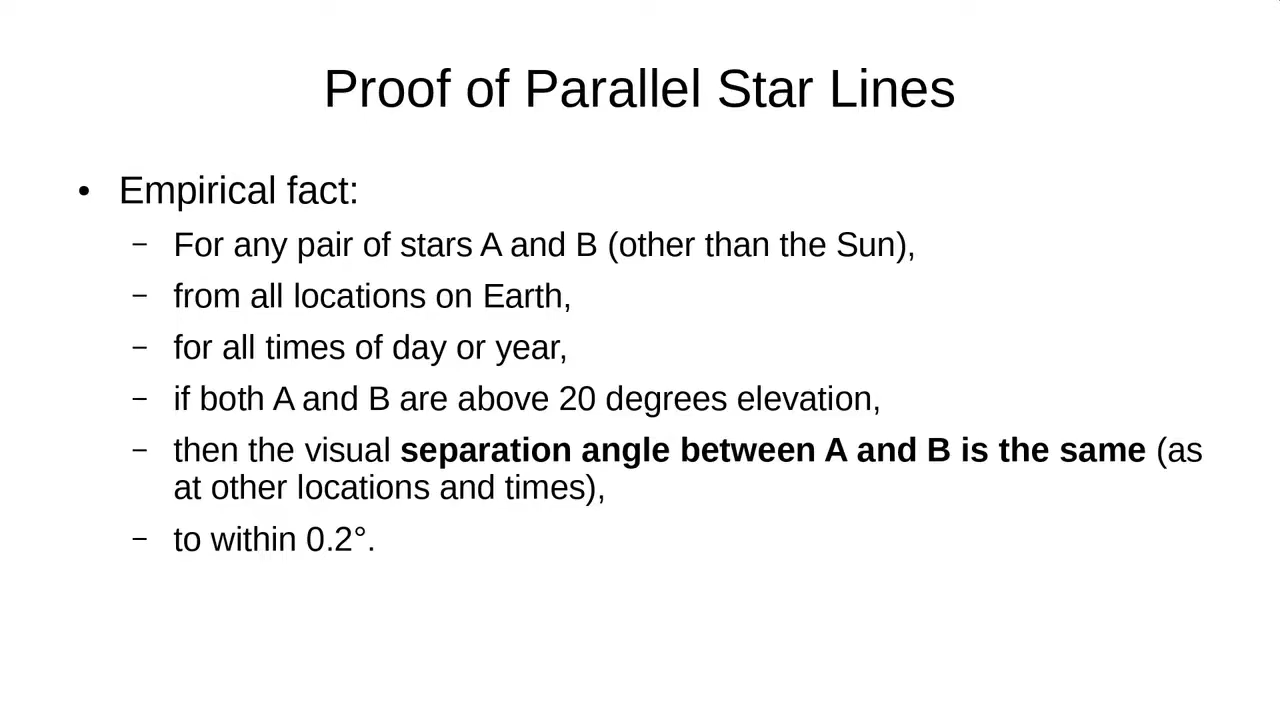 Proof of Parallel Star Lines
• Empirical fact:
– For any pair of stars A and B (other than the Sun),
– from all locations on Earth,
– for all times of day or year,
– if both A and B are above 20 degrees elevation,
– then the visual separation angle between A and B is the same (as
at other locations and times),
– to within 0.2°.